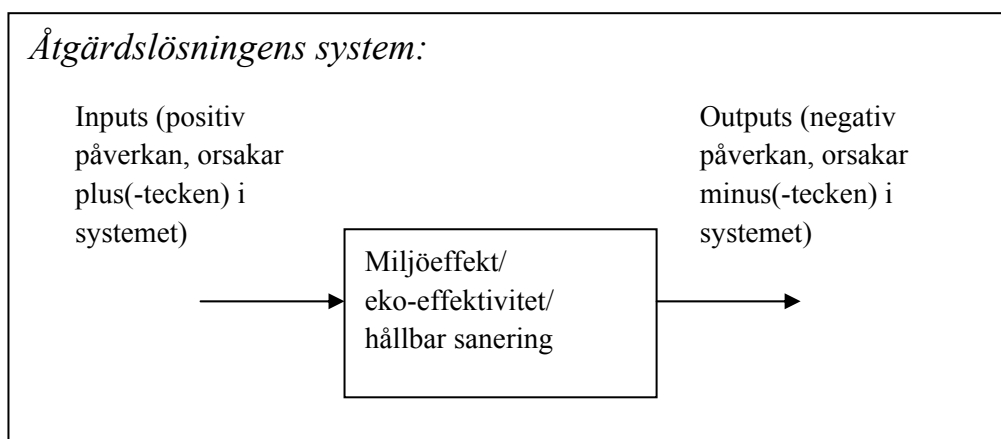 Åtgärdslösningens system:
Inputs (positiv
påverkan, orsakar
plus(-tecken) i
systemet)
Miljöeffekt/
eko-effektivitet/
hållbar sanering
Outputs (negativ
påverkan, orsakar
minus(-tecken) i
systemet)